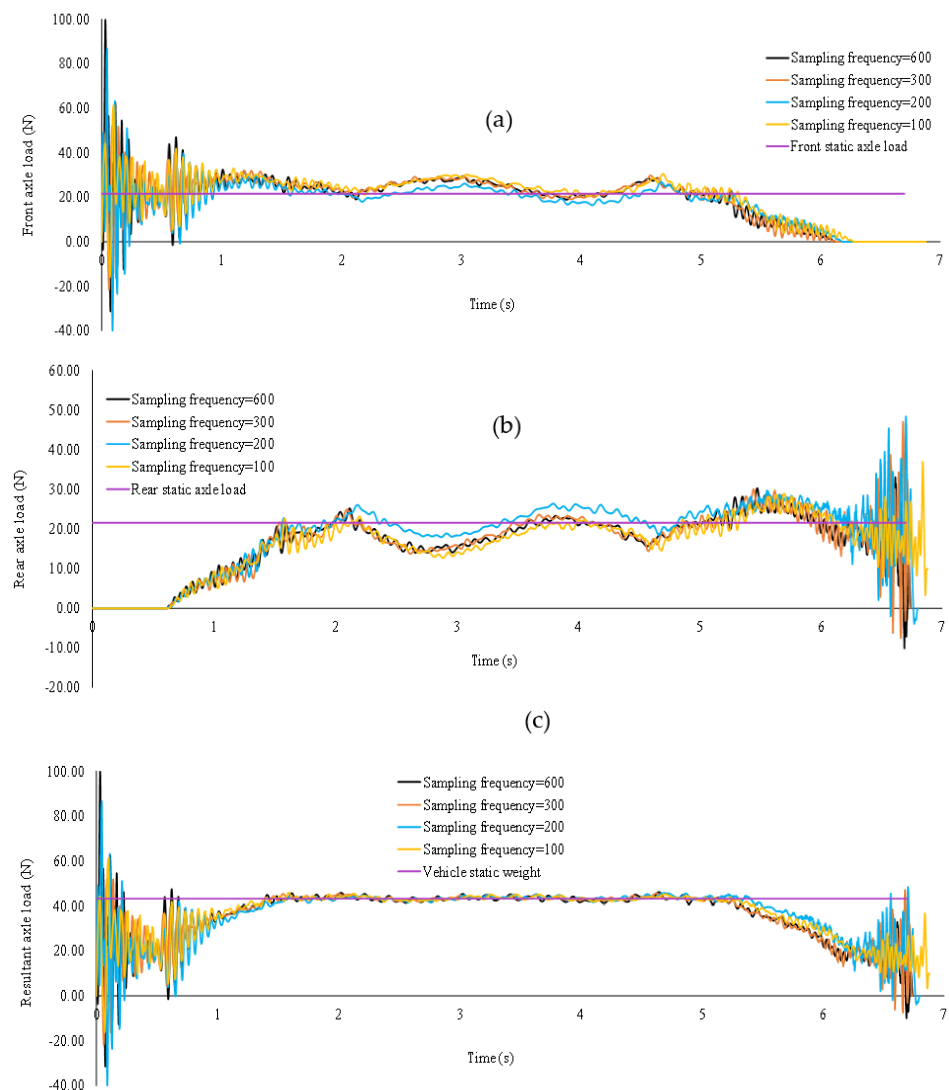 100.00
80.00
60.00
40.00
20.00
0.00
-20.00
-40.00
Front axle load (N)
(a)
Sampling frequency=600
Sampling frequency=300
Sampling frequency=200
Sampling frequency=100
Front static axle load
0 1 2 3 4 5 6 7
Time (s)
60.00
50.00
40.00
30.00
20.00
10.00
0.00
-10.00
-20.00
Rear axle load (N)
Sampling frequency=600
Sampling frequency=300
Sampling frequency=200
Sampling frequency=100
Rear static axle load
(b)
0 1 2 3 4 5 6 7
Time (s)
(c)
100.00
80.00
60.00
40.00
20.00
0.00
-20.00
-40.00
Resultant axle load (N)
Sampling frequency=600
Sampling frequency=300
Sampling frequency=200
Sampling frequency=100
Vehicle static weight
0 1 2 3 4 5 6 7
Time (s)